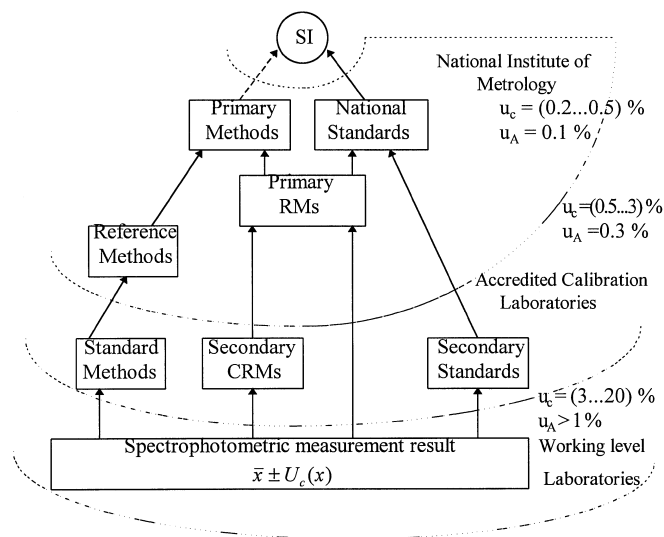 SI
National Institute of
Metrology
u_c = (0.2...0.5) %
u_A = 0.1 %
Primary
Methods
National
Standards
Primary
RMs
u_c=(0.5...3) %
u_A =0.3 %
Reference
Methods
Accredited Calibration
Laboratories
Standard
Methods
Secondary
CRMs
Secondary
Standards
u_c= (3...20) %
u_A > 1 %
Spectrophotometric measurement result
x̄ ± U_c(x)
Working level
Laboratories